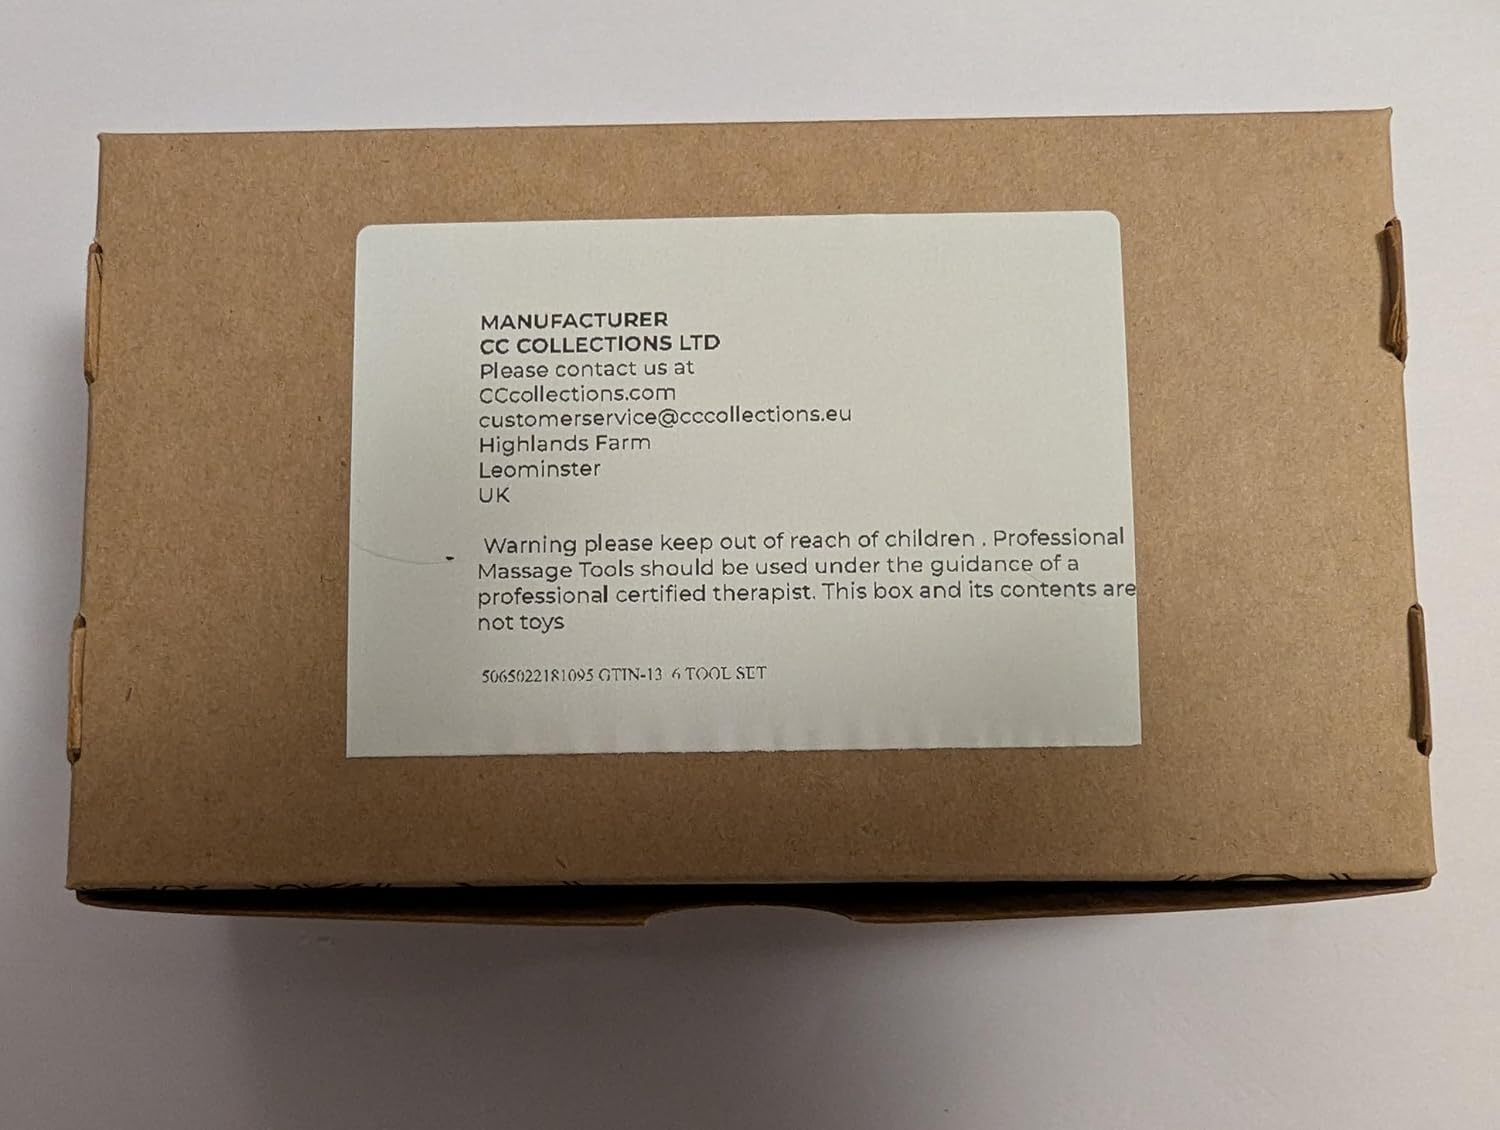 MANUFACTURER
CC COLLECTIONS LTD
Please contact us at
CCcollections.com
customerservice@cccollections.eu
Highlands Farm
Leominster
UK
Warning please keep out of reach of children . Professional
Massage Tools should be used under the guidance of a
professional certified therapist. This box and its contents are
not toys
5065022181095 GTIN-13 6 TOOL SET